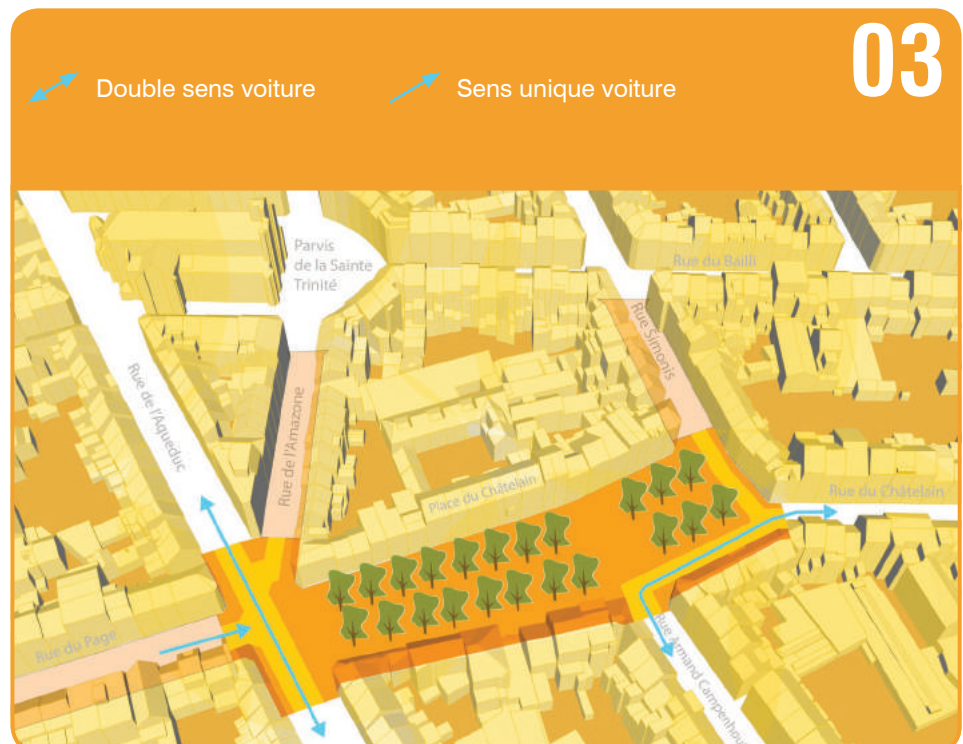 03
Double sens voiture
Sens unique voiture
Parvis
de la Sainte
Trinité
Rue du Bailli
Rue Simonis
Rue de l'Aqueduc
Rue de l'Amazone
Place du Châtelain
Rue du Châtelain
Rue du Page
Rue Armand Campenhout